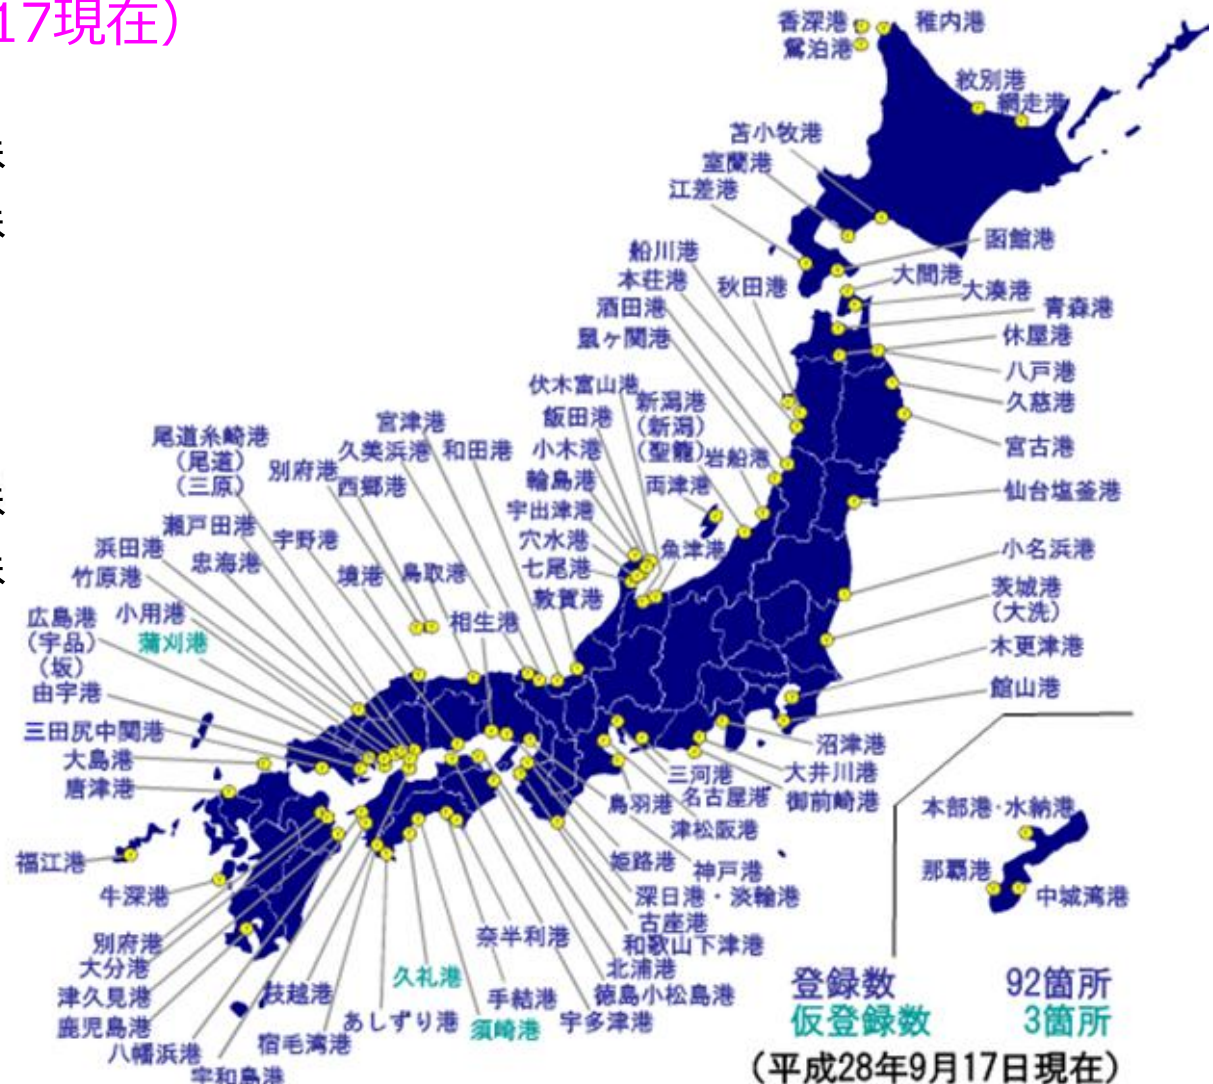 17現在）
香深港
稚内港
鴛泊港
紋別港
網走港
苫小牧港
室蘭港
江差港
函館港
船川港
本荘港
秋田港
大間港
大湊港
酒田港
青森港
鼠ヶ関港
休屋港
八戸港
久慈港
宮古港
伏木富山港
新潟港
（新潟）
（聖籠）
飯田港
小木港
岩船港
輪島港
両津港
宇出津港
穴水港
魚津港
七尾港
敦賀港
宮津港
久美浜港
和田港
尾道糸崎港
（尾道）
（三原）
別府港
西郷港
仙台塩釜港
瀬戸田港
宇野港
浜田港
忠海港
境港
鳥取港
竹原港
小名浜港
茨城港
（大洗）
広島港
（宇品）
（坂）
小用港
相生港
蒲刈港
木更津港
由宇港
館山港
三田尻中関港
沼津港
大島港
三河港
大井川港
唐津港
鳥羽港
名古屋港
御前崎港
津松阪港
本部港・水納港
福江港
姫路港
神戸港
那覇港
牛深港
深日港・淡輪港
中城湾港
古座港
別府港
奈半利港
和歌山下津港
大分港
北浦港
久礼港
津久見港
手結港
徳島小松島港
鹿児島港
あしずり港
須崎港
宇多津港
八幡浜港
宿毛湾港
宇和島港
登録数 92箇所
仮登録数 3箇所
（平成28年9月17日現在）